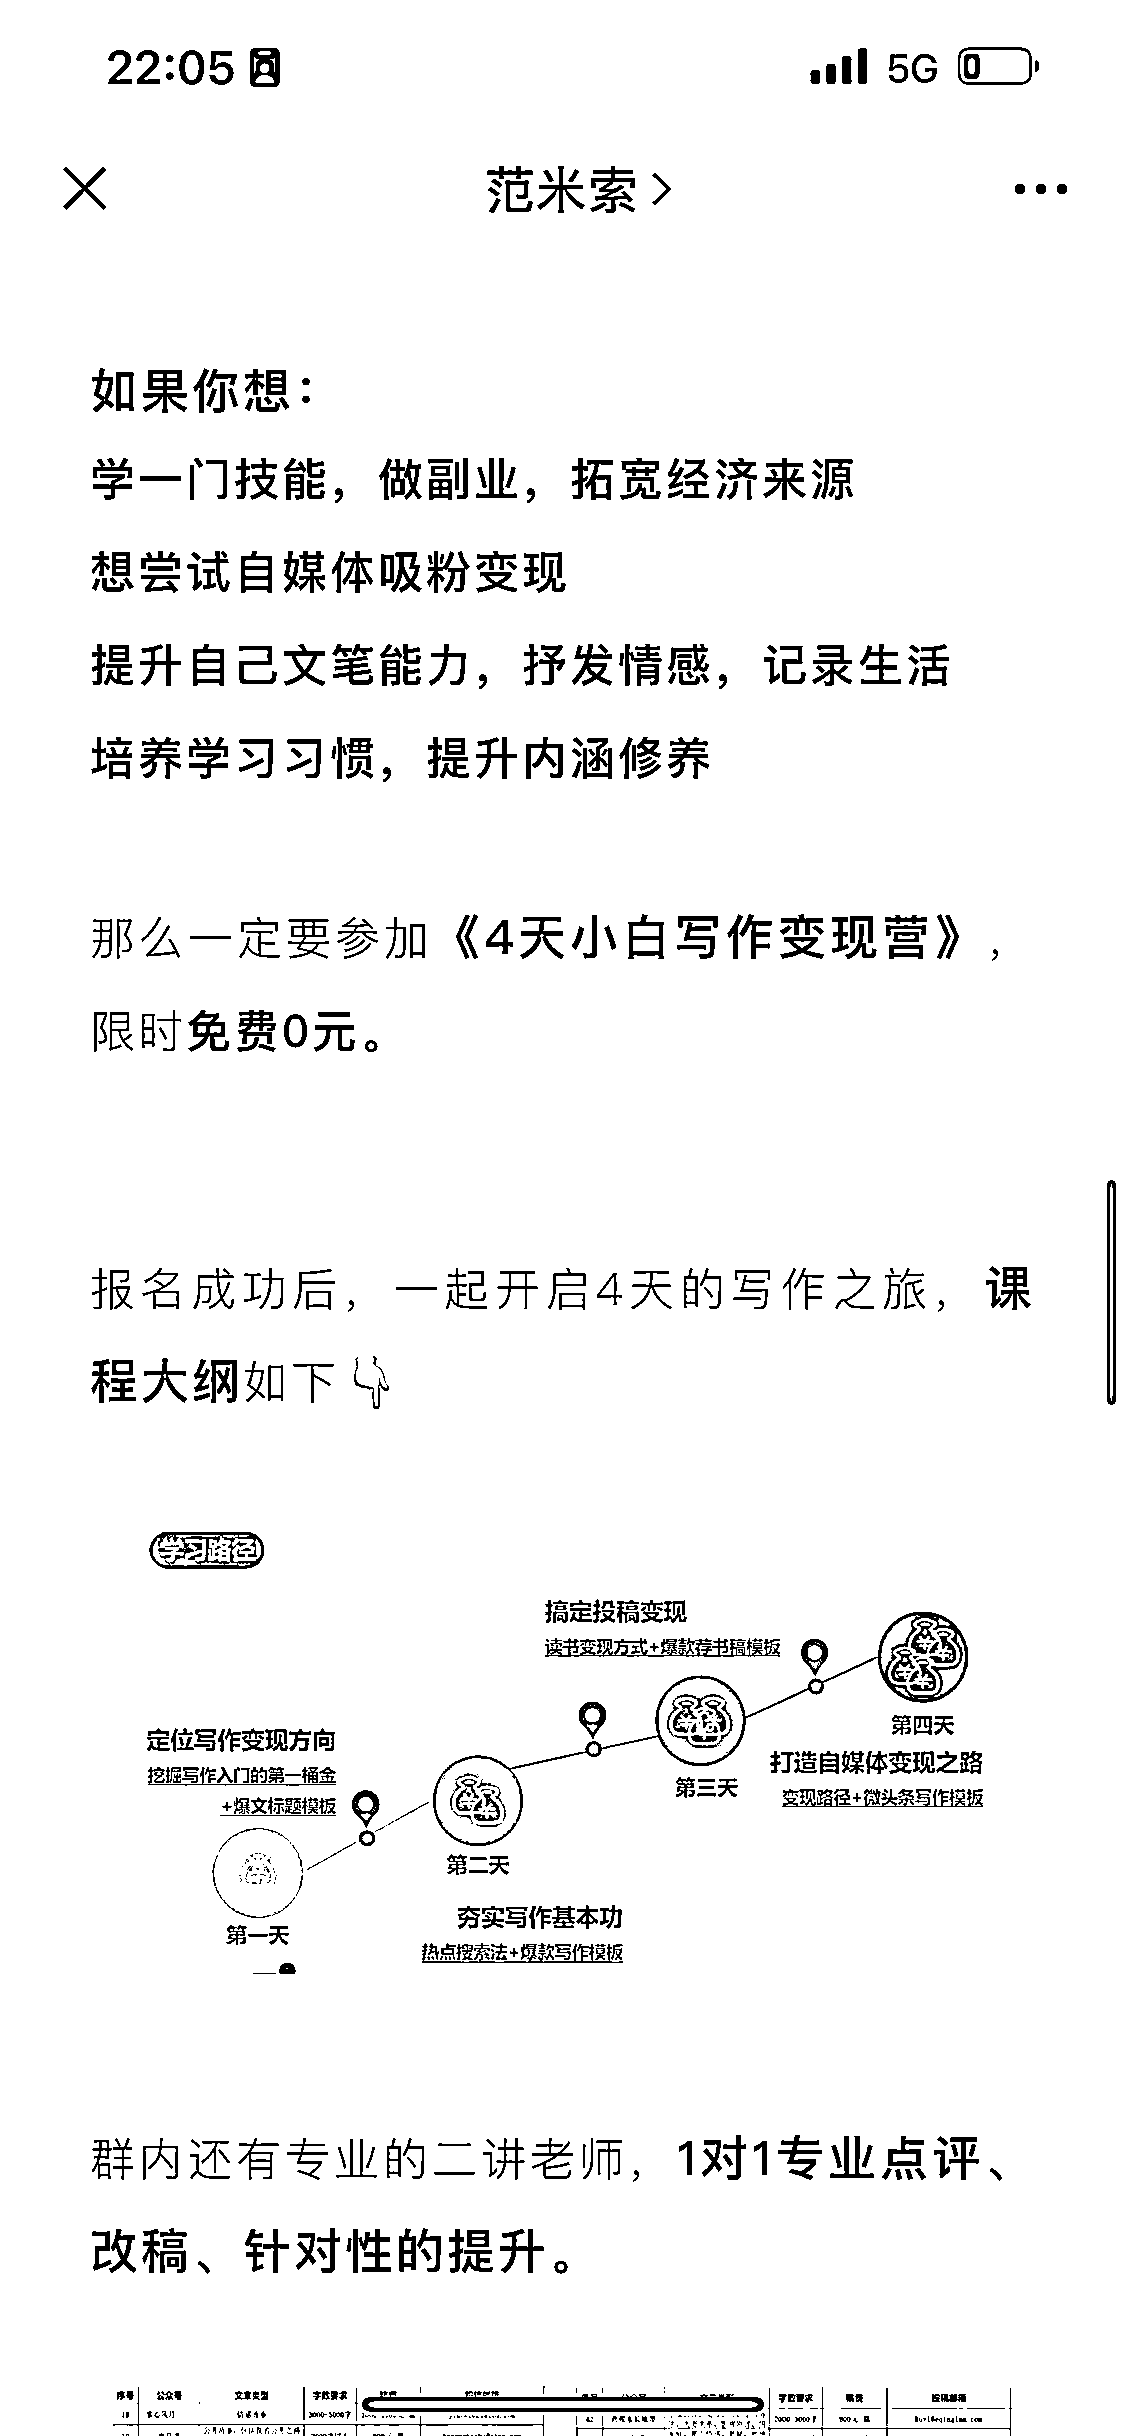 22:05
5G
范米索
如果你想：
学一门技能，做副业，拓宽经济来源
想尝试自媒体吸粉变现
提升自己文笔能力，抒发情感，记录生活
培养学习习惯，提升内涵修养
那么一定要参加《4天小白写作变现营》，
限时免费0元。
报名成功后，一起开启4天的写作之旅，课
程大纲如下👇
学习路径
搞定投稿变现
读书变现方式+爆款荐书稿模板
第四天
定位写作变现方向
打造自媒体变现之路
挖掘写作入门的第一桶金
第三天
变现路径+微头条写作模板
+爆文标题模板
第二天
夯实写作基本功
第一天
热点搜索法+爆款写作模板
群内还有专业的二讲老师，1对1专业点评、
改稿、针对性的提升。
序号 公众号 文章类型 字数要求 字数要求 稿费 投稿邮箱